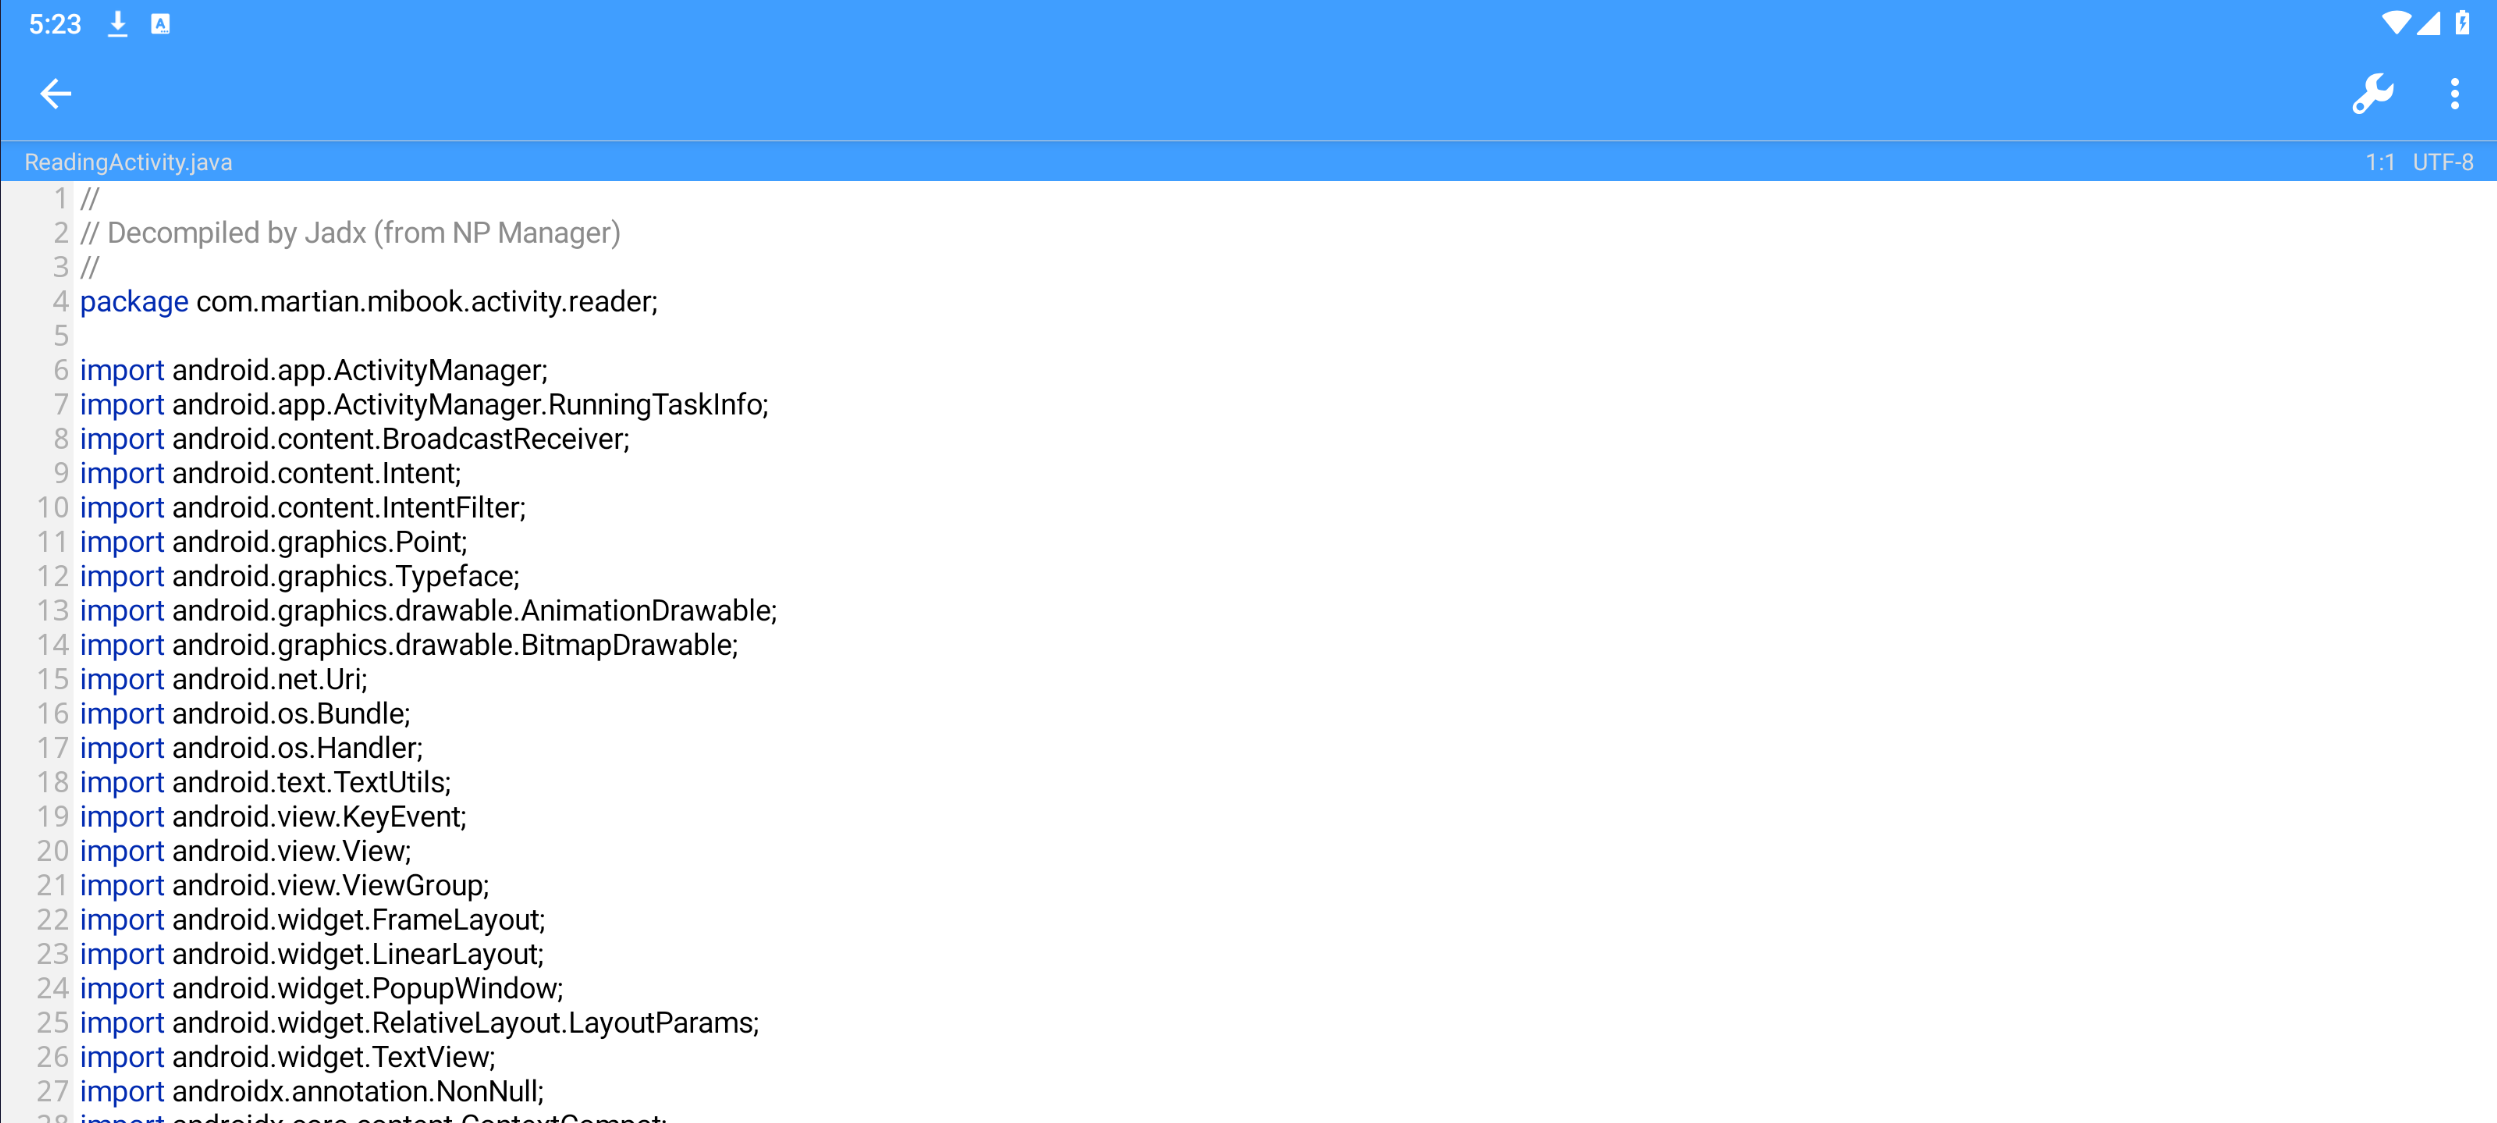 5:23
ReadingActivity.java 1:1 UTF-8
1 //
2 // Decompiled by Jadx (from NP Manager)
3 //
4 package com.martian.mibook.activity.reader;
5
6 import android.app.ActivityManager;
7 import android.app.ActivityManager.RunningTaskInfo;
8 import android.content.BroadcastReceiver;
9 import android.content.Intent;
10 import android.content.IntentFilter;
11 import android.graphics.Point;
12 import android.graphics.Typeface;
13 import android.graphics.drawable.AnimationDrawable;
14 import android.graphics.drawable.BitmapDrawable;
15 import android.net.Uri;
16 import android.os.Bundle;
17 import android.os.Handler;
18 import android.text.TextUtils;
19 import android.view.KeyEvent;
20 import android.view.View;
21 import android.view.ViewGroup;
22 import android.widget.FrameLayout;
23 import android.widget.LinearLayout;
24 import android.widget.PopupWindow;
25 import android.widget.RelativeLayout.LayoutParams;
26 import android.widget.TextView;
27 import androidx.annotation.NonNull;
28 import androidx.core.content.ContextCompat;